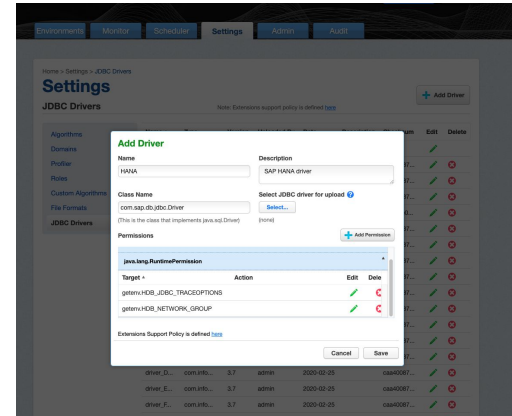 Environments Monitor Scheduler Settings Admin Audit
Home > Settings > JDBC Drivers
Settings
Add Driver
JDBC Drivers
Note: Extensions support policy is defined here
Edit Delete
Algorithms
Domains
Profiler
Roles
Custom Algorithms
File Formats
JDBC Drivers
Add Driver
Name Description
HANA SAP HANA driver
Class Name Select JDBC driver for upload
com.sap.db.jdbc.Driver Select...
(This is the class that implements java.sql.Driver) (none)
Permissions Add Permission
java.lang.RuntimePermission
Target Action Edit Dele
getenv.HDB_JDBC_TRACEOPTIONS
getenv.HDB_NETWORK_GROUP
Extensions Support Policy is defined here
Cancel Save
driver_D... com.info... 3.7 admin 2020-02-25 caa40087...
driver_E... com.info... 3.7 admin 2020-02-25 caa40087...
driver_F... com.info... 3.7 admin 2020-02-25 caa40087...